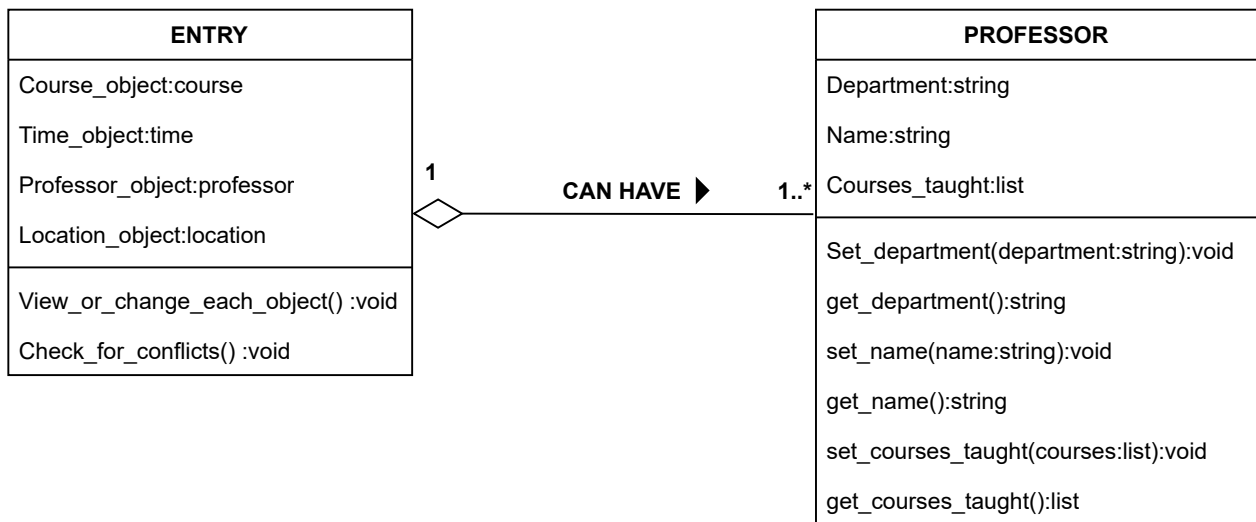 ENTRY
Course_object:course
Time_object:time
Professor_object:professor
Location_object:location
View_or_change_each_object() :void
Check_for_conflicts() :void
1
CAN HAVE
1..*
PROFESSOR
Department:string
Name:string
Courses_taught:list
Set_department(department:string):void
get_department():string
set_name(name:string):void
get_name():string
set_courses_taught(courses:list):void
get_courses_taught():list